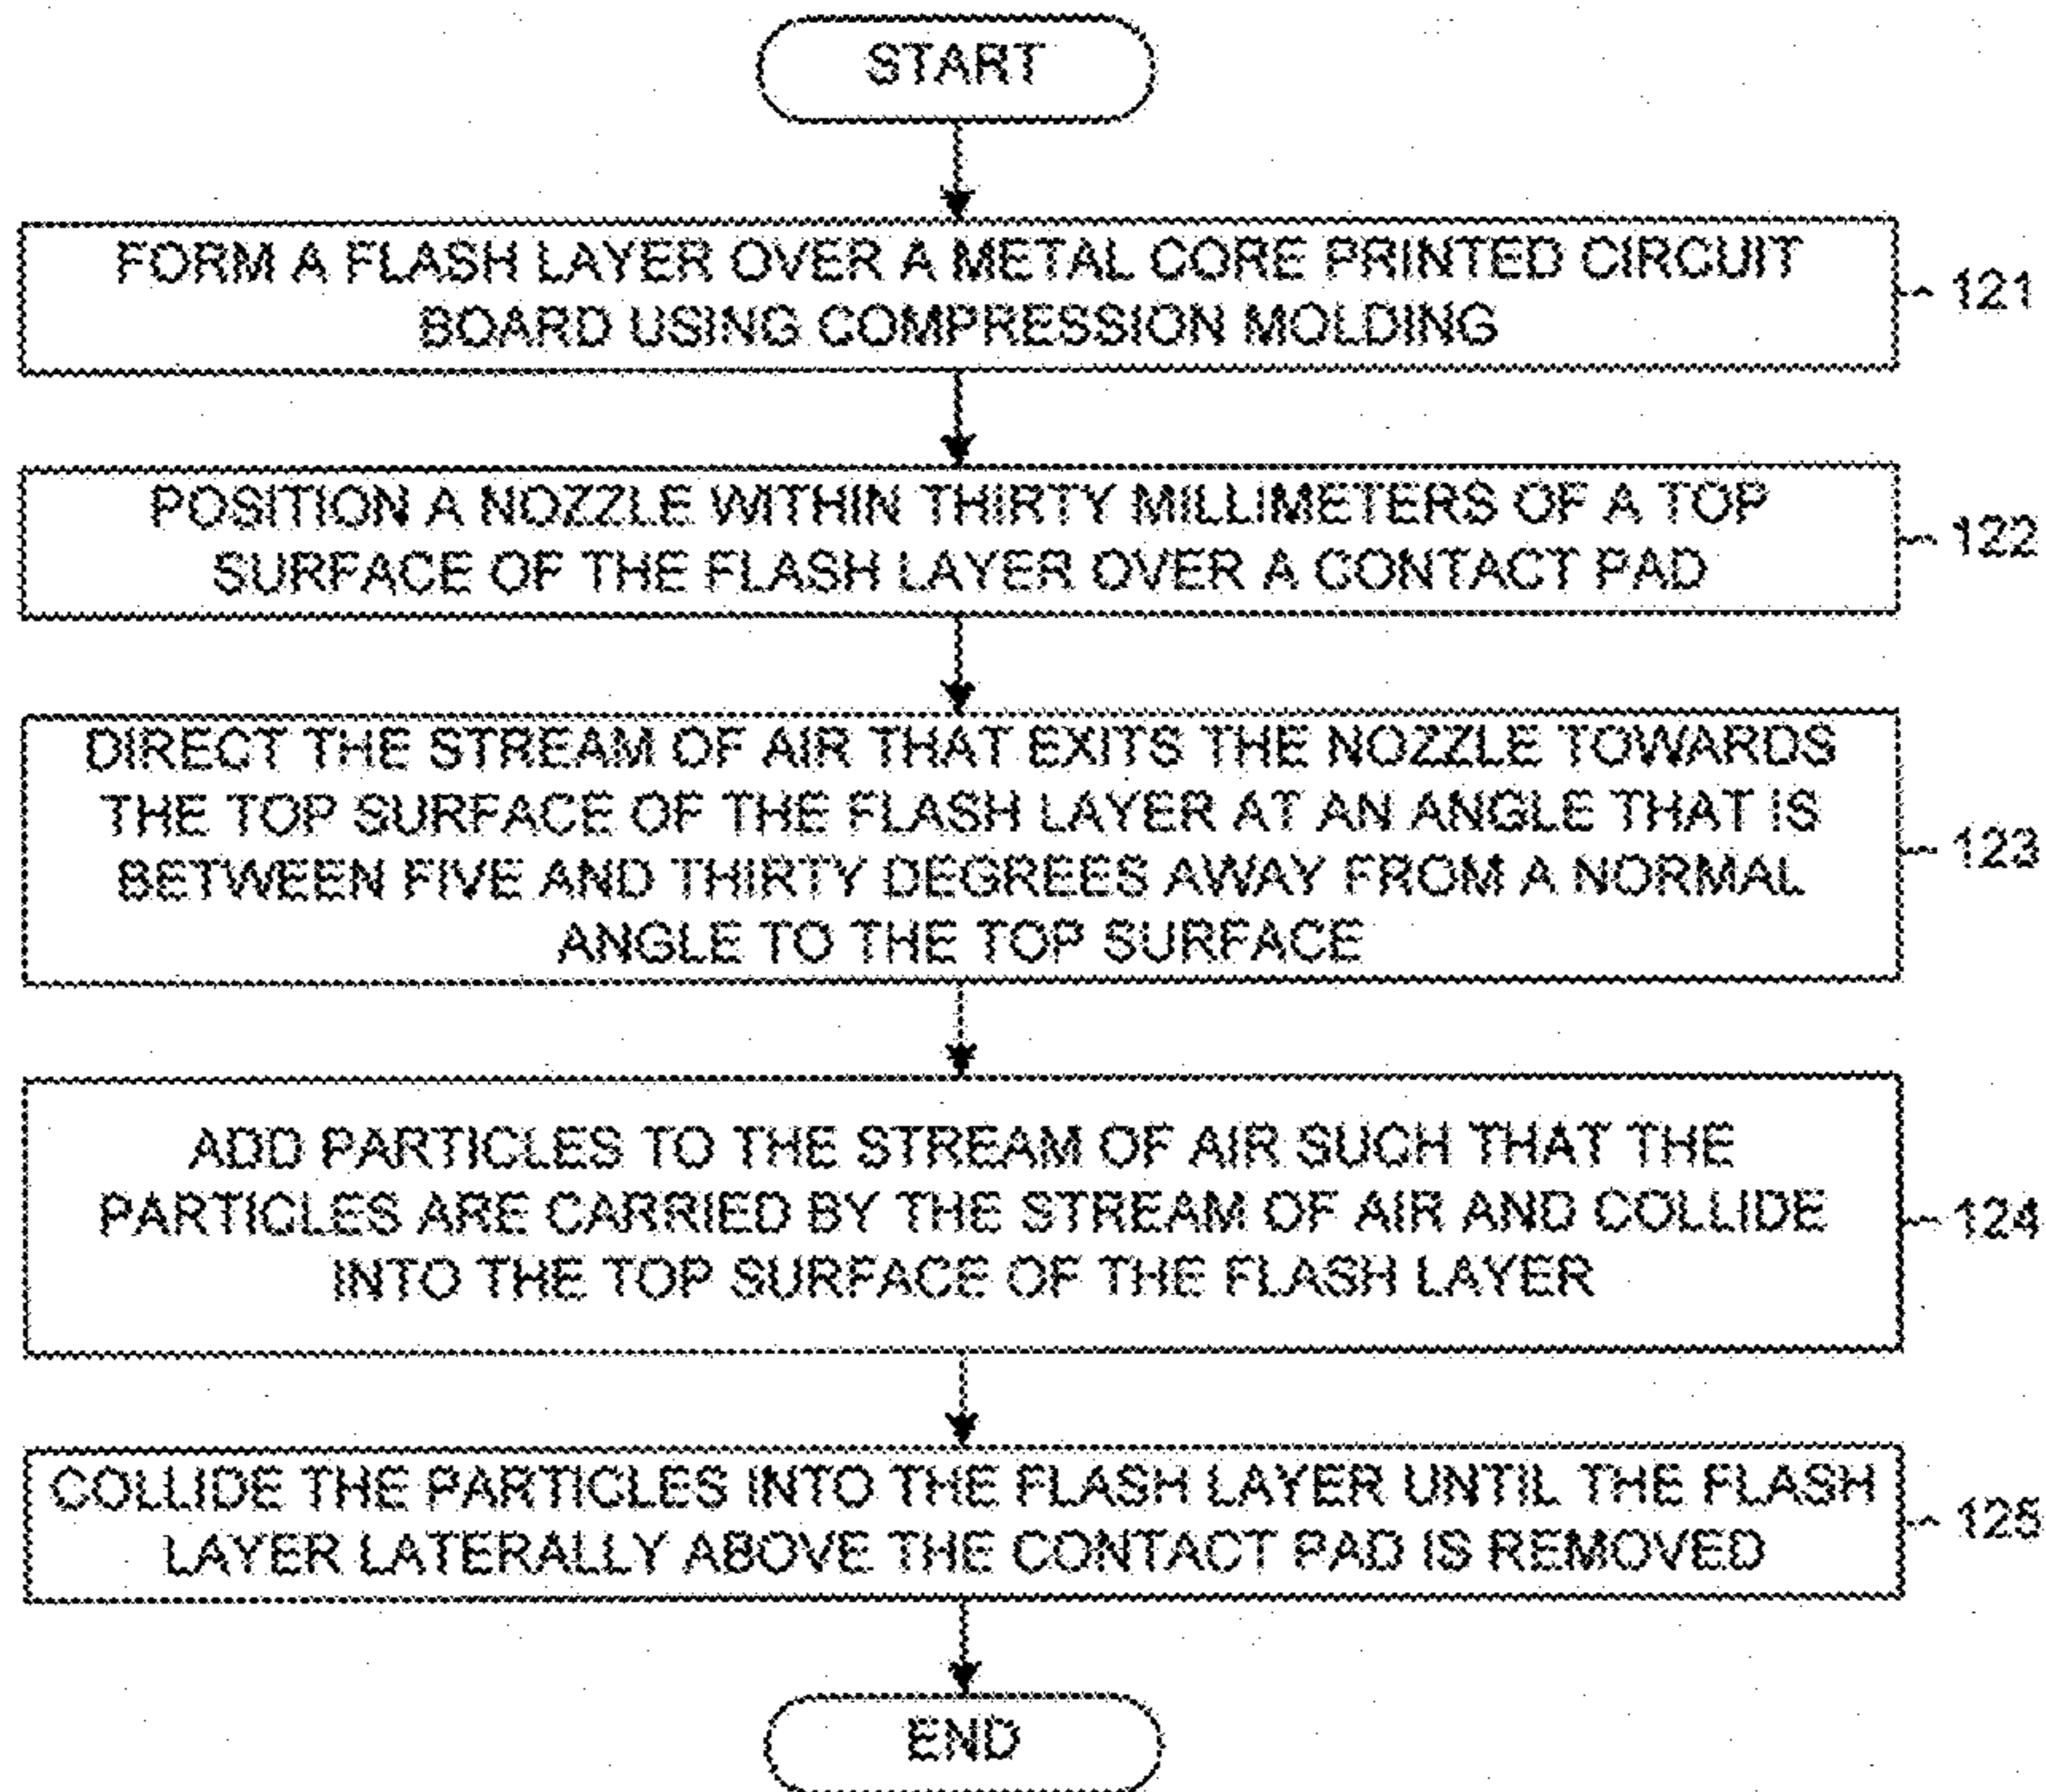 START
FORM A FLASH LAYER OVER A METAL CORE PRINTED CIRCUIT
BOARD USING COMPRESSION MOLDING
121
POSITION A NOZZLE WITHIN THIRTY MILLIMETERS OF A TOP
SURFACE OF THE FLASH LAYER OVER A CONTACT PAD
122
DIRECT THE STREAM OF AIR THAT EXITS THE NOZZLE TOWARDS
THE TOP SURFACE OF THE FLASH LAYER AT AN ANGLE THAT IS
BETWEEN FIVE AND THIRTY DEGREES AWAY FROM A NORMAL
ANGLE TO THE TOP SURFACE
123
ADD PARTICLES TO THE STREAM OF AIR SUCH THAT THE
PARTICLES ARE CARRIED BY THE STREAM OF AIR AND COLLIDE
INTO THE TOP SURFACE OF THE FLASH LAYER
124
COLLIDE THE PARTICLES INTO THE FLASH LAYER UNTIL THE FLASH
LAYER LATERALLY ABOVE THE CONTACT PAD IS REMOVED
125
END